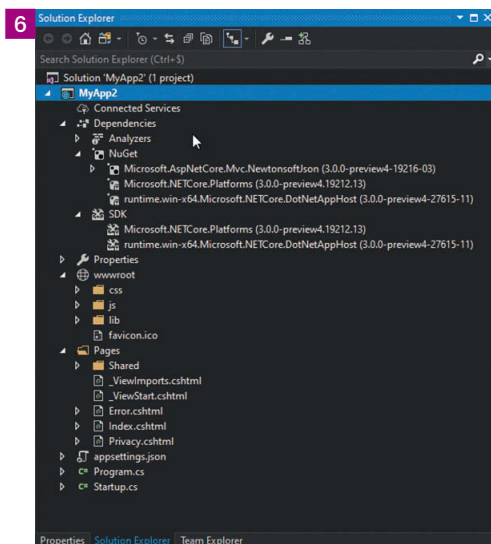 6
Solution Explorer
Search Solution Explorer (Ctrl+$)
Solution 'MyApp2' (1 project)
MyApp2
Connected Services
Dependencies
Analyzers
NuGet
Microsoft.AspNetCore.Mvc.NewtonsoftJson (3.0.0-preview4-19216-03)
Microsoft.NETCore.Platforms (3.0.0-preview4.19212.13)
runtime.win-x64.Microsoft.NETCore.DotNetAppHost (3.0.0-preview4-27615-11)
SDK
Microsoft.NETCore.Platforms (3.0.0-preview4.19212.13)
runtime.win-x64.Microsoft.NETCore.DotNetAppHost (3.0.0-preview4-27615-11)
Properties
wwwroot
css
js
lib
favicon.ico
Pages
Shared
_ViewImports.cshtml
_ViewStart.cshtml
Error.cshtml
Index.cshtml
Privacy.cshtml
appsettings.json
C# Program.cs
C# Startup.cs
Properties Solution Explorer Team Explorer